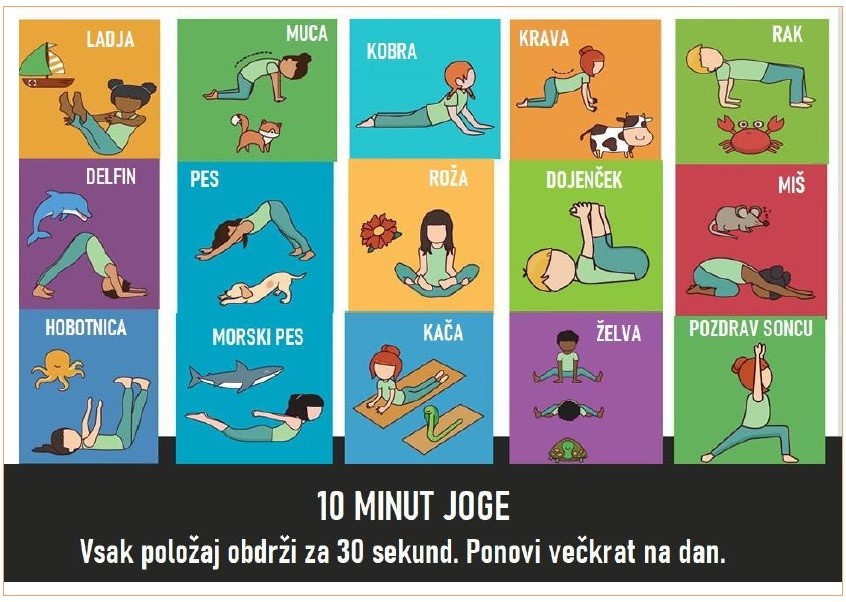 LADJA
MUCA
KOBRA
KRAVA
RAK
DELFIN
PES
ROŽA
DOJENČEK
MIŠ
HOBOTNICA
MORSKI PES
KAČA
ŽELVA
POZDRAV SONCU
10 MINUT JOGE
Vsak položaj obdrži za 30 sekund. Ponovi večkrat na dan.